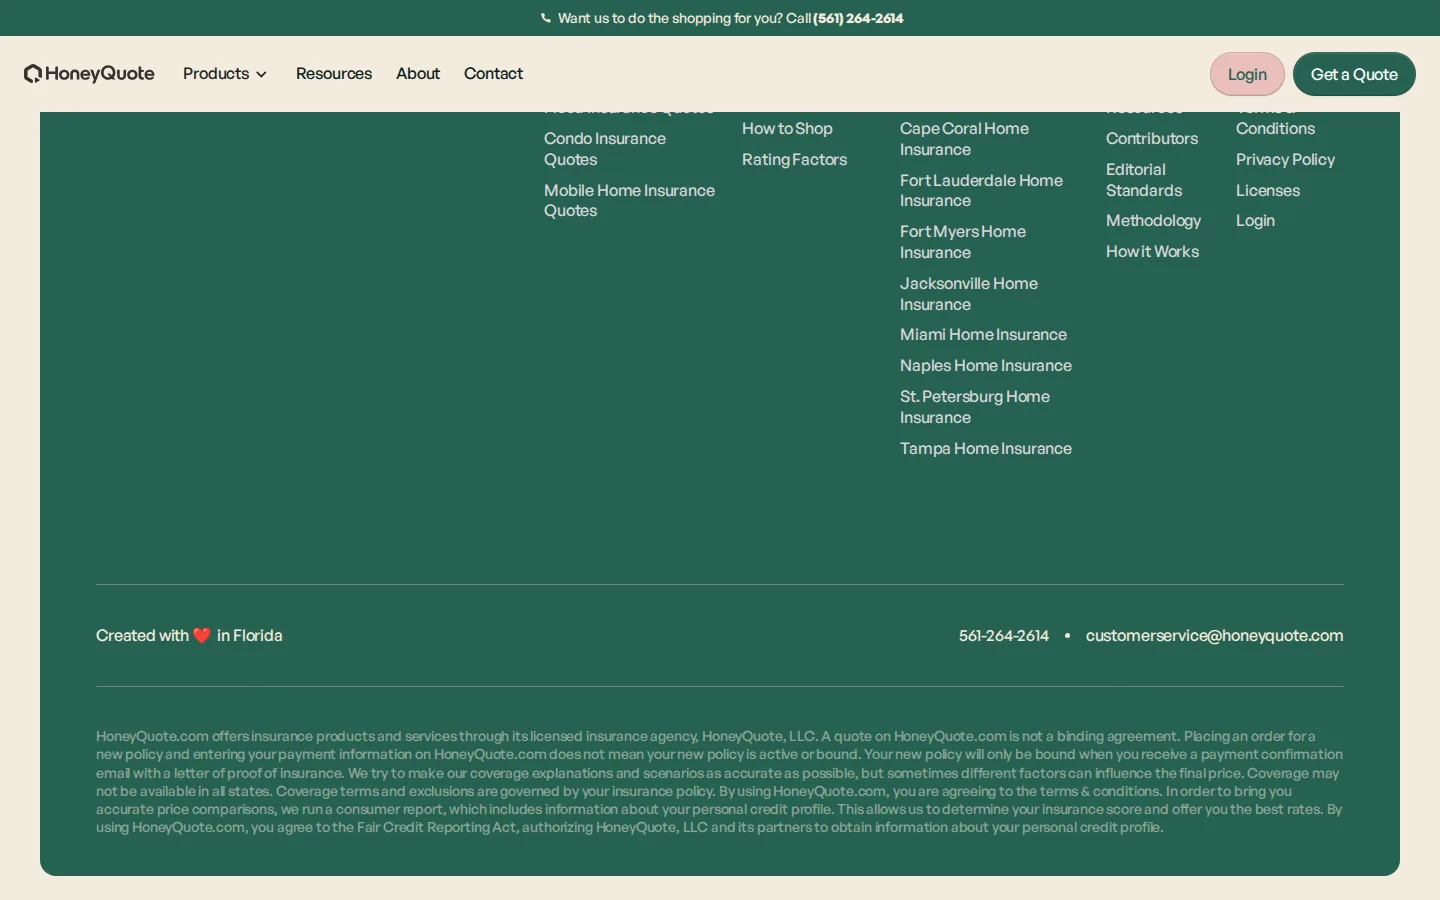 Want us to do the shopping for you? Call (561) 264-2614
HoneyQuote
Products
Resources
About
Contact
Login
Get a Quote
Condo Insurance
Quotes
Mobile Home Insurance
Quotes
How to Shop
Rating Factors
Cape Coral Home
Insurance
Fort Lauderdale Home
Insurance
Fort Myers Home
Insurance
Jacksonville Home
Insurance
Miami Home Insurance
Naples Home Insurance
St. Petersburg Home
Insurance
Tampa Home Insurance
Contributors
Editorial
Standards
Methodology
How it Works
Conditions
Privacy Policy
Licenses
Login
Created with ❤️ in Florida
561-264-2614 • customerservice@honeyquote.com
HoneyQuote.com offers insurance products and services through its licensed insurance agency, HoneyQuote, LLC. A quote on HoneyQuote.com is not a binding agreement. Placing an order for a
new policy and entering your payment information on HoneyQuote.com does not mean your new policy is active or bound. Your new policy will only be bound when you receive a payment confirmation
email with a letter of proof of insurance. We try to make our coverage explanations and scenarios as accurate as possible, but sometimes different factors can influence the final price. Coverage may
not be available in all states. Coverage terms and exclusions are governed by your insurance policy. By using HoneyQuote.com, you are agreeing to the terms & conditions. In order to bring you
accurate price comparisons, we run a consumer report, which includes information about your personal credit profile. This allows us to determine your insurance score and offer you the best rates. By
using HoneyQuote.com, you agree to the Fair Credit Reporting Act, authorizing HoneyQuote, LLC and its partners to obtain information about your personal credit profile.